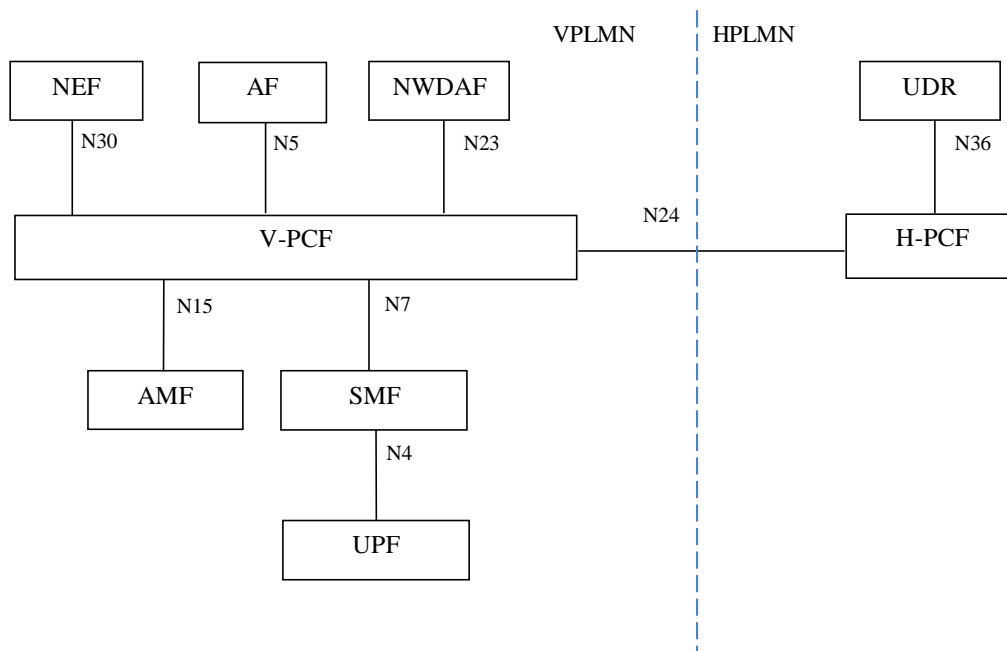 VPLMN HPLMN
NEF AF NWDAF UDR
N30 N5 N23 N36
V-PCF N24 H-PCF
N15 N7
AMF SMF
N4
UPF